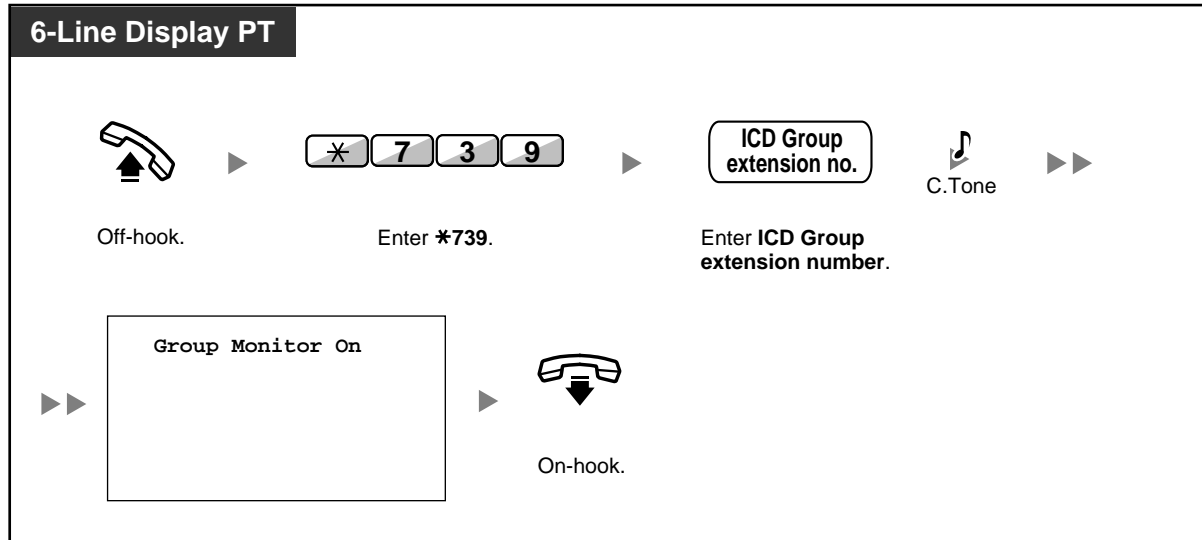 6-Line Display PT
* 7 3 9
ICD Group
extension no.
C.Tone
Off-hook.
Enter *739.
Enter ICD Group
extension number.
Group Monitor On
On-hook.